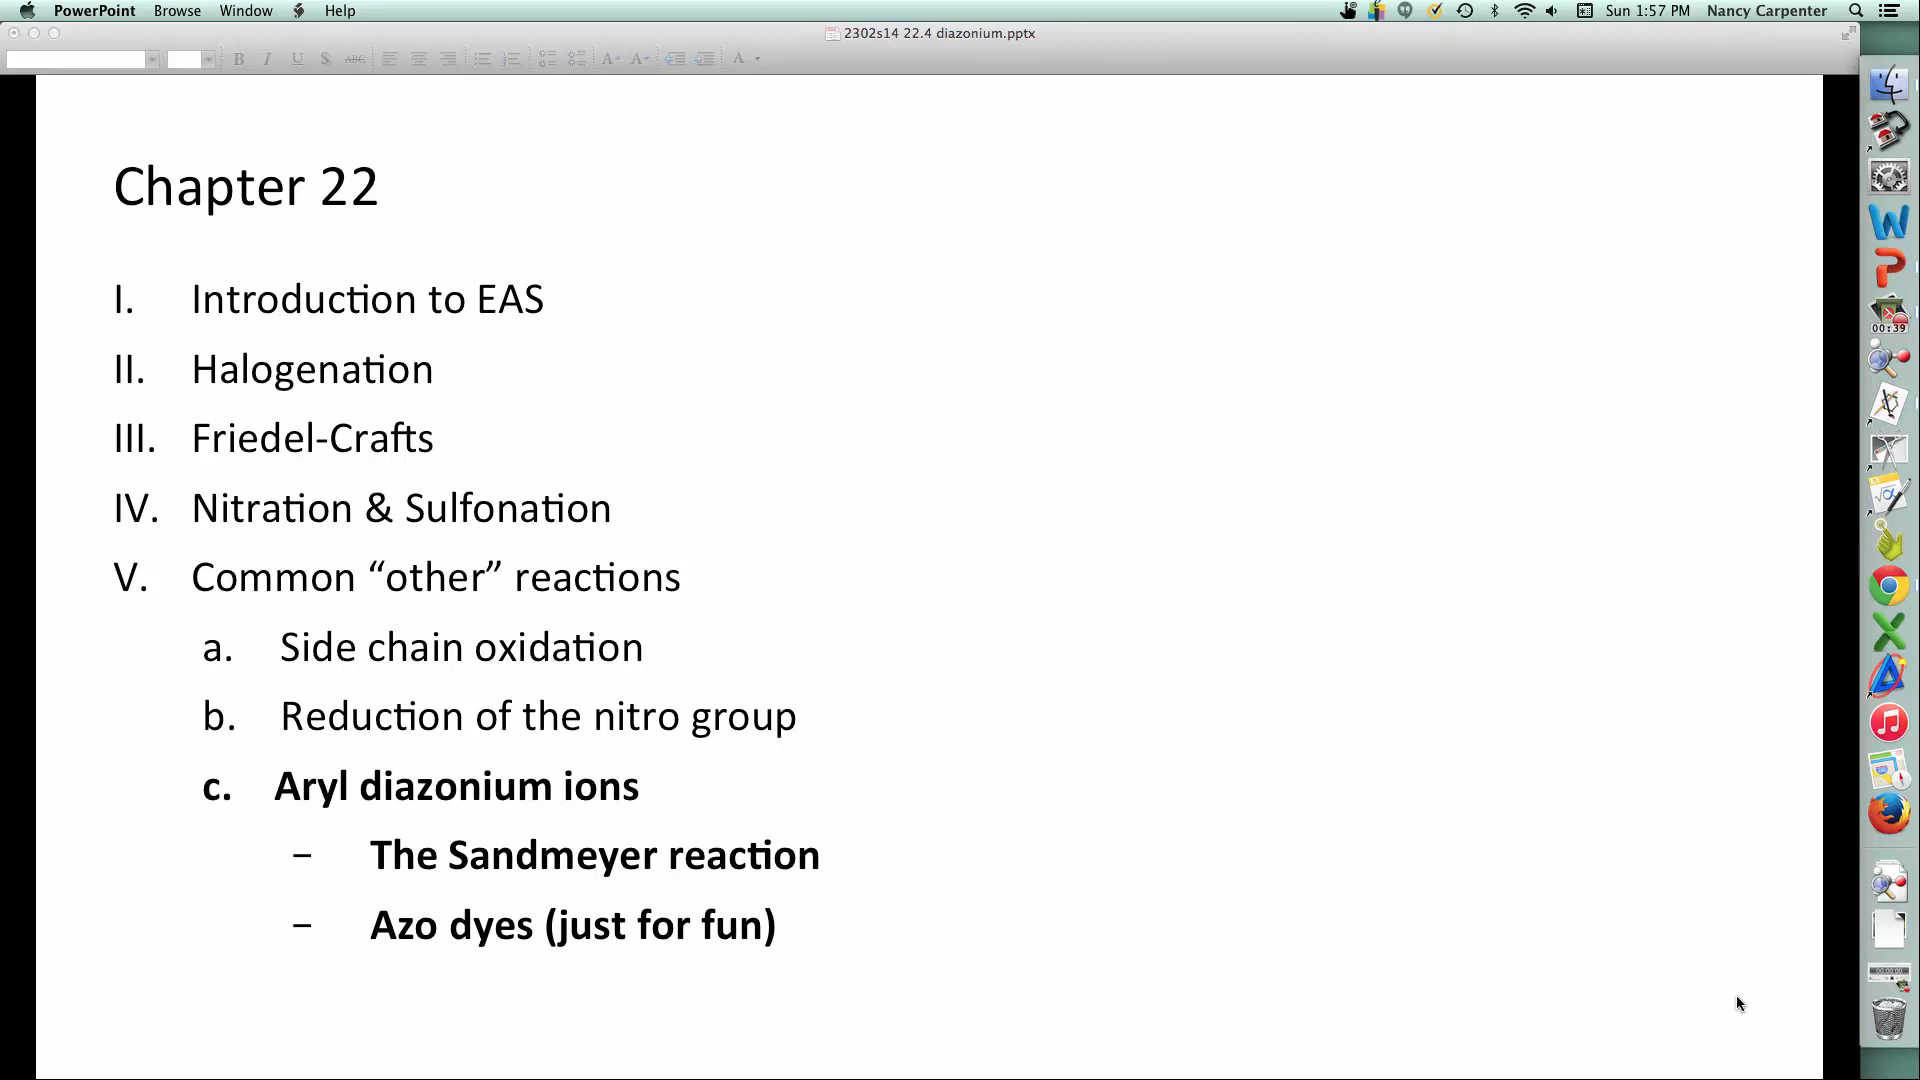 PowerPoint Browse Window Help Sun 1:57 PM Nancy Carpenter
2302s14 22.4 diazonium.pptx
B I U S ABC A A A
Chapter 22
I. Introduction to EAS
II. Halogenation
III. Friedel-Crafts
IV. Nitration & Sulfonation
V. Common “other” reactions
a. Side chain oxidation
b. Reduction of the nitro group
c. Aryl diazonium ions
– The Sandmeyer reaction
– Azo dyes (just for fun)
00:39